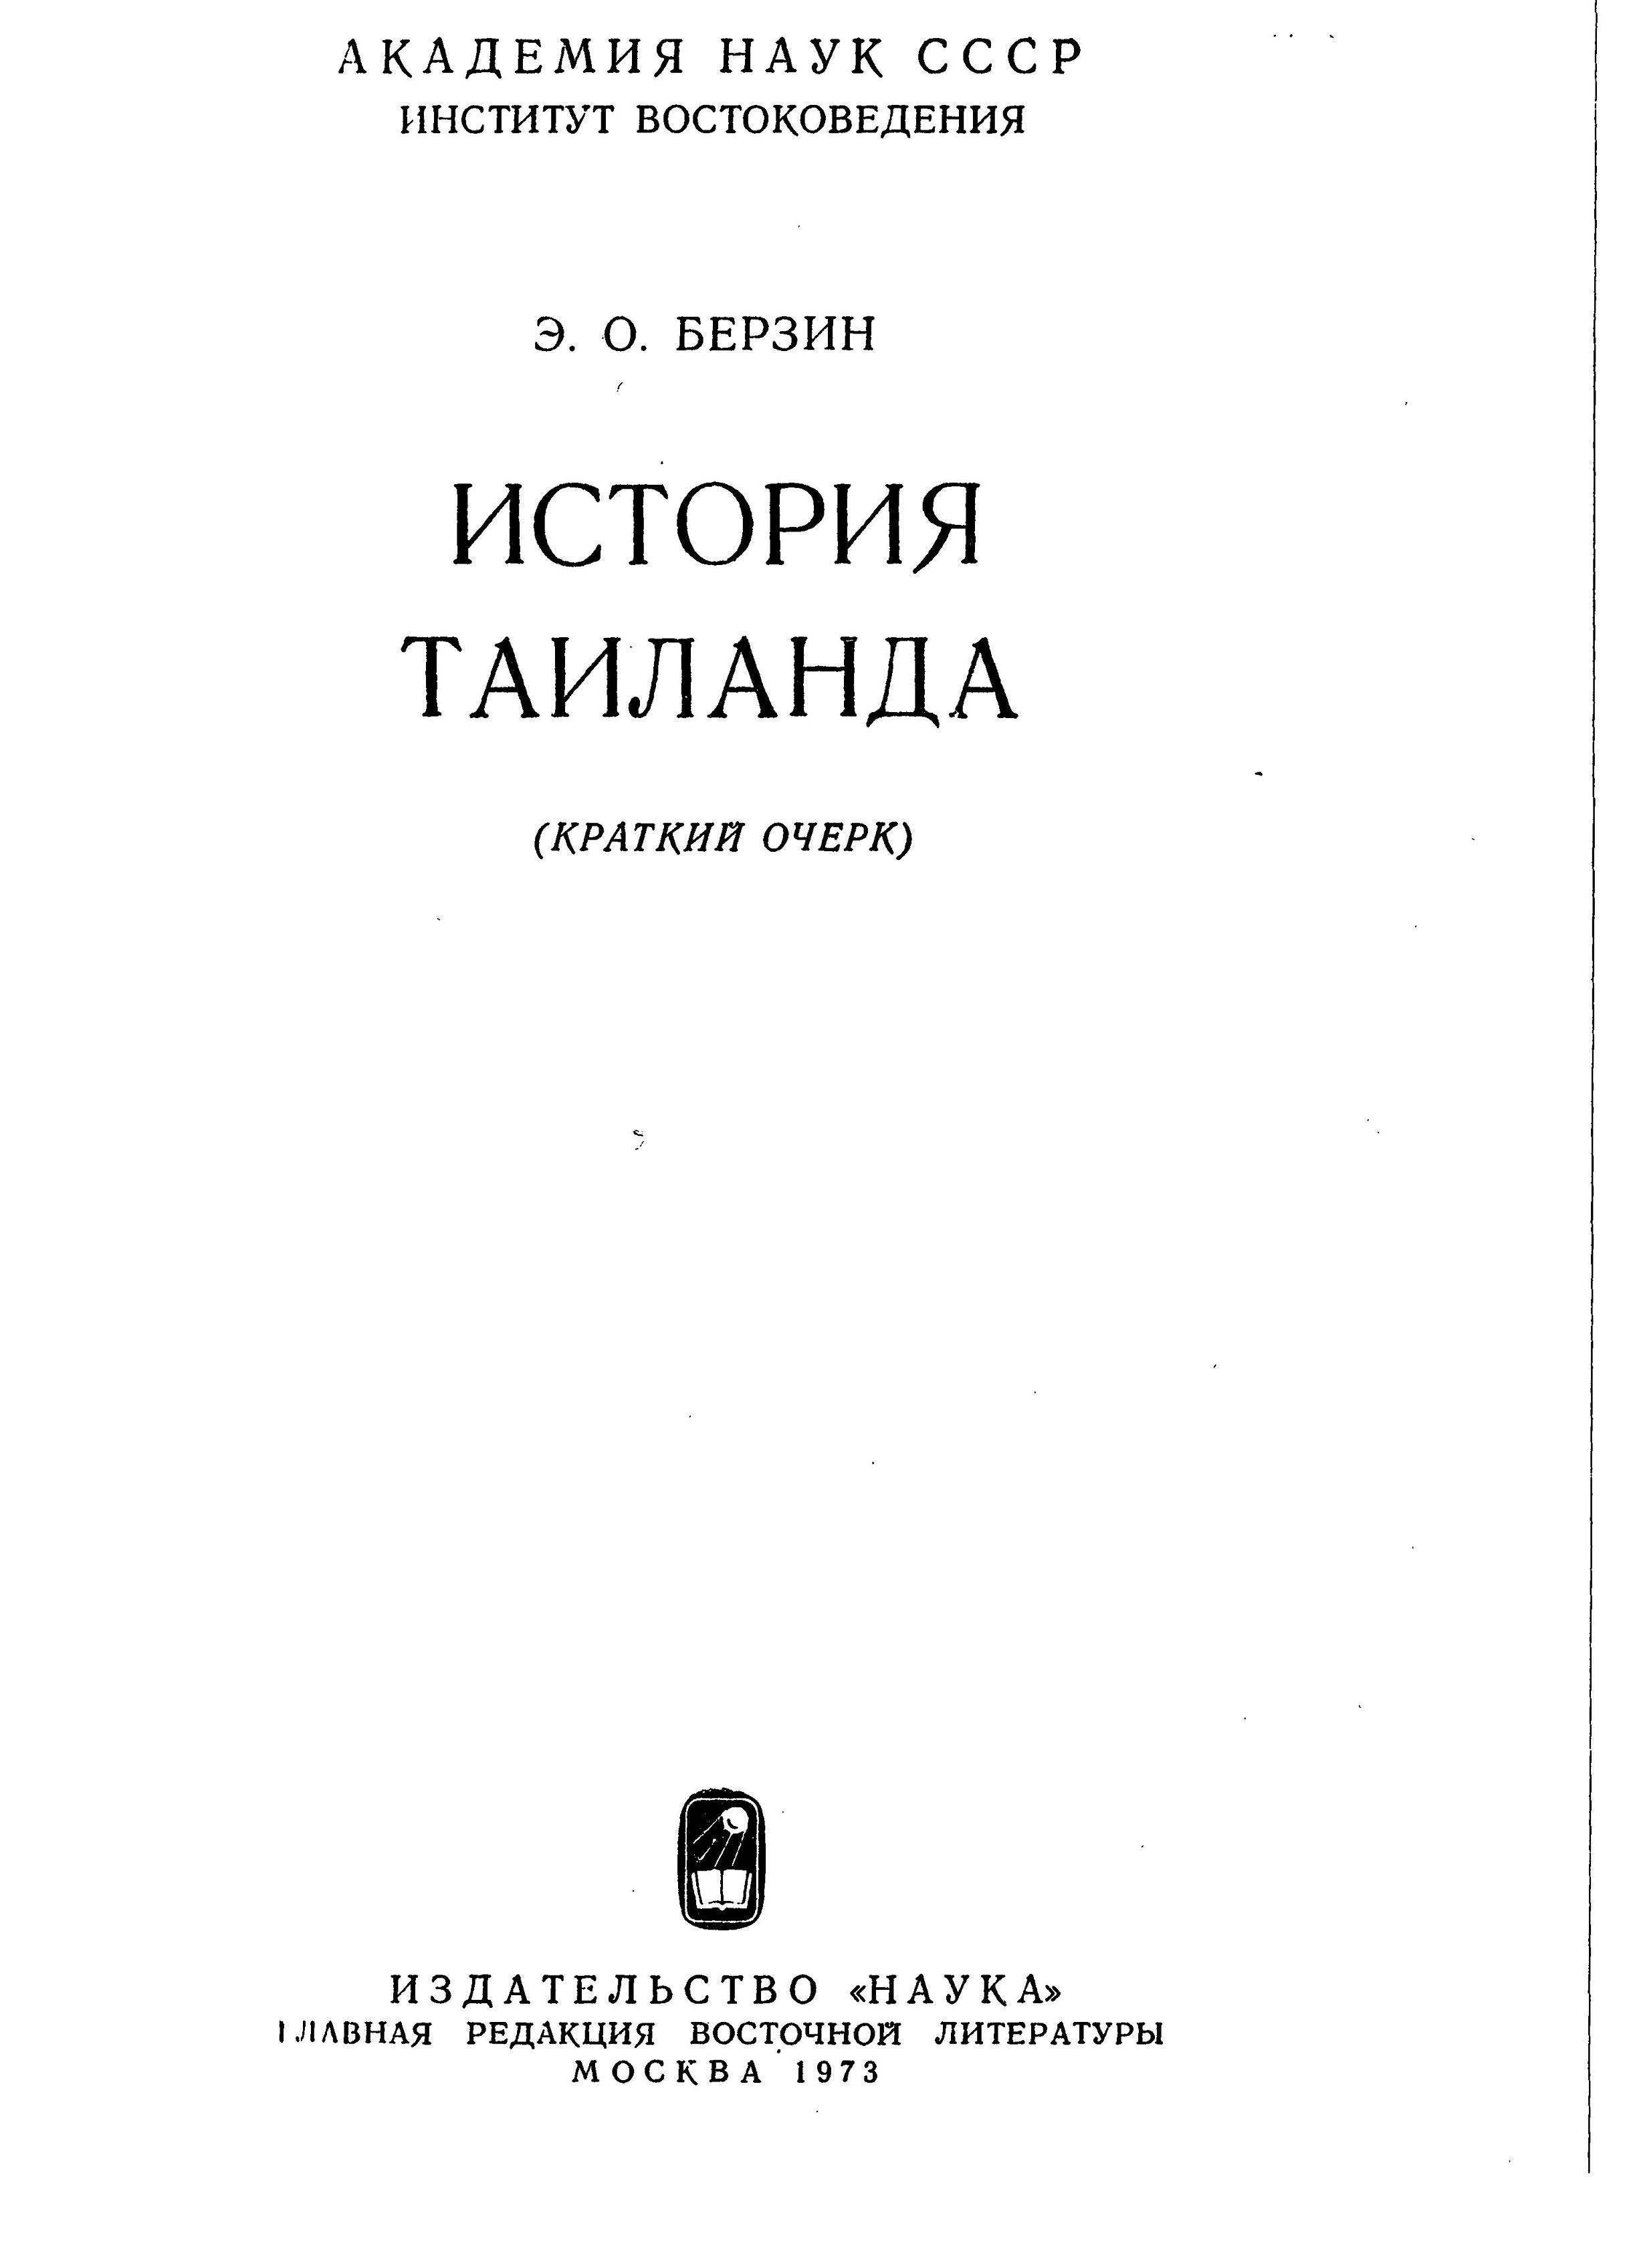 АКАДЕМИЯ НАУК СССР
ИНСТИТУТ ВОСТОКОВЕДЕНИЯ
Э. О. БЕРЗИН
ИСТОРИЯ
ТАИЛАНДА
(КРАТКИЙ ОЧЕРК)
ИЗДАТЕЛЬСТВО «НАУКА»
ГЛАВНАЯ РЕДАКЦИЯ ВОСТОЧНОЙ ЛИТЕРАТУРЫ
МОСКВА 1973